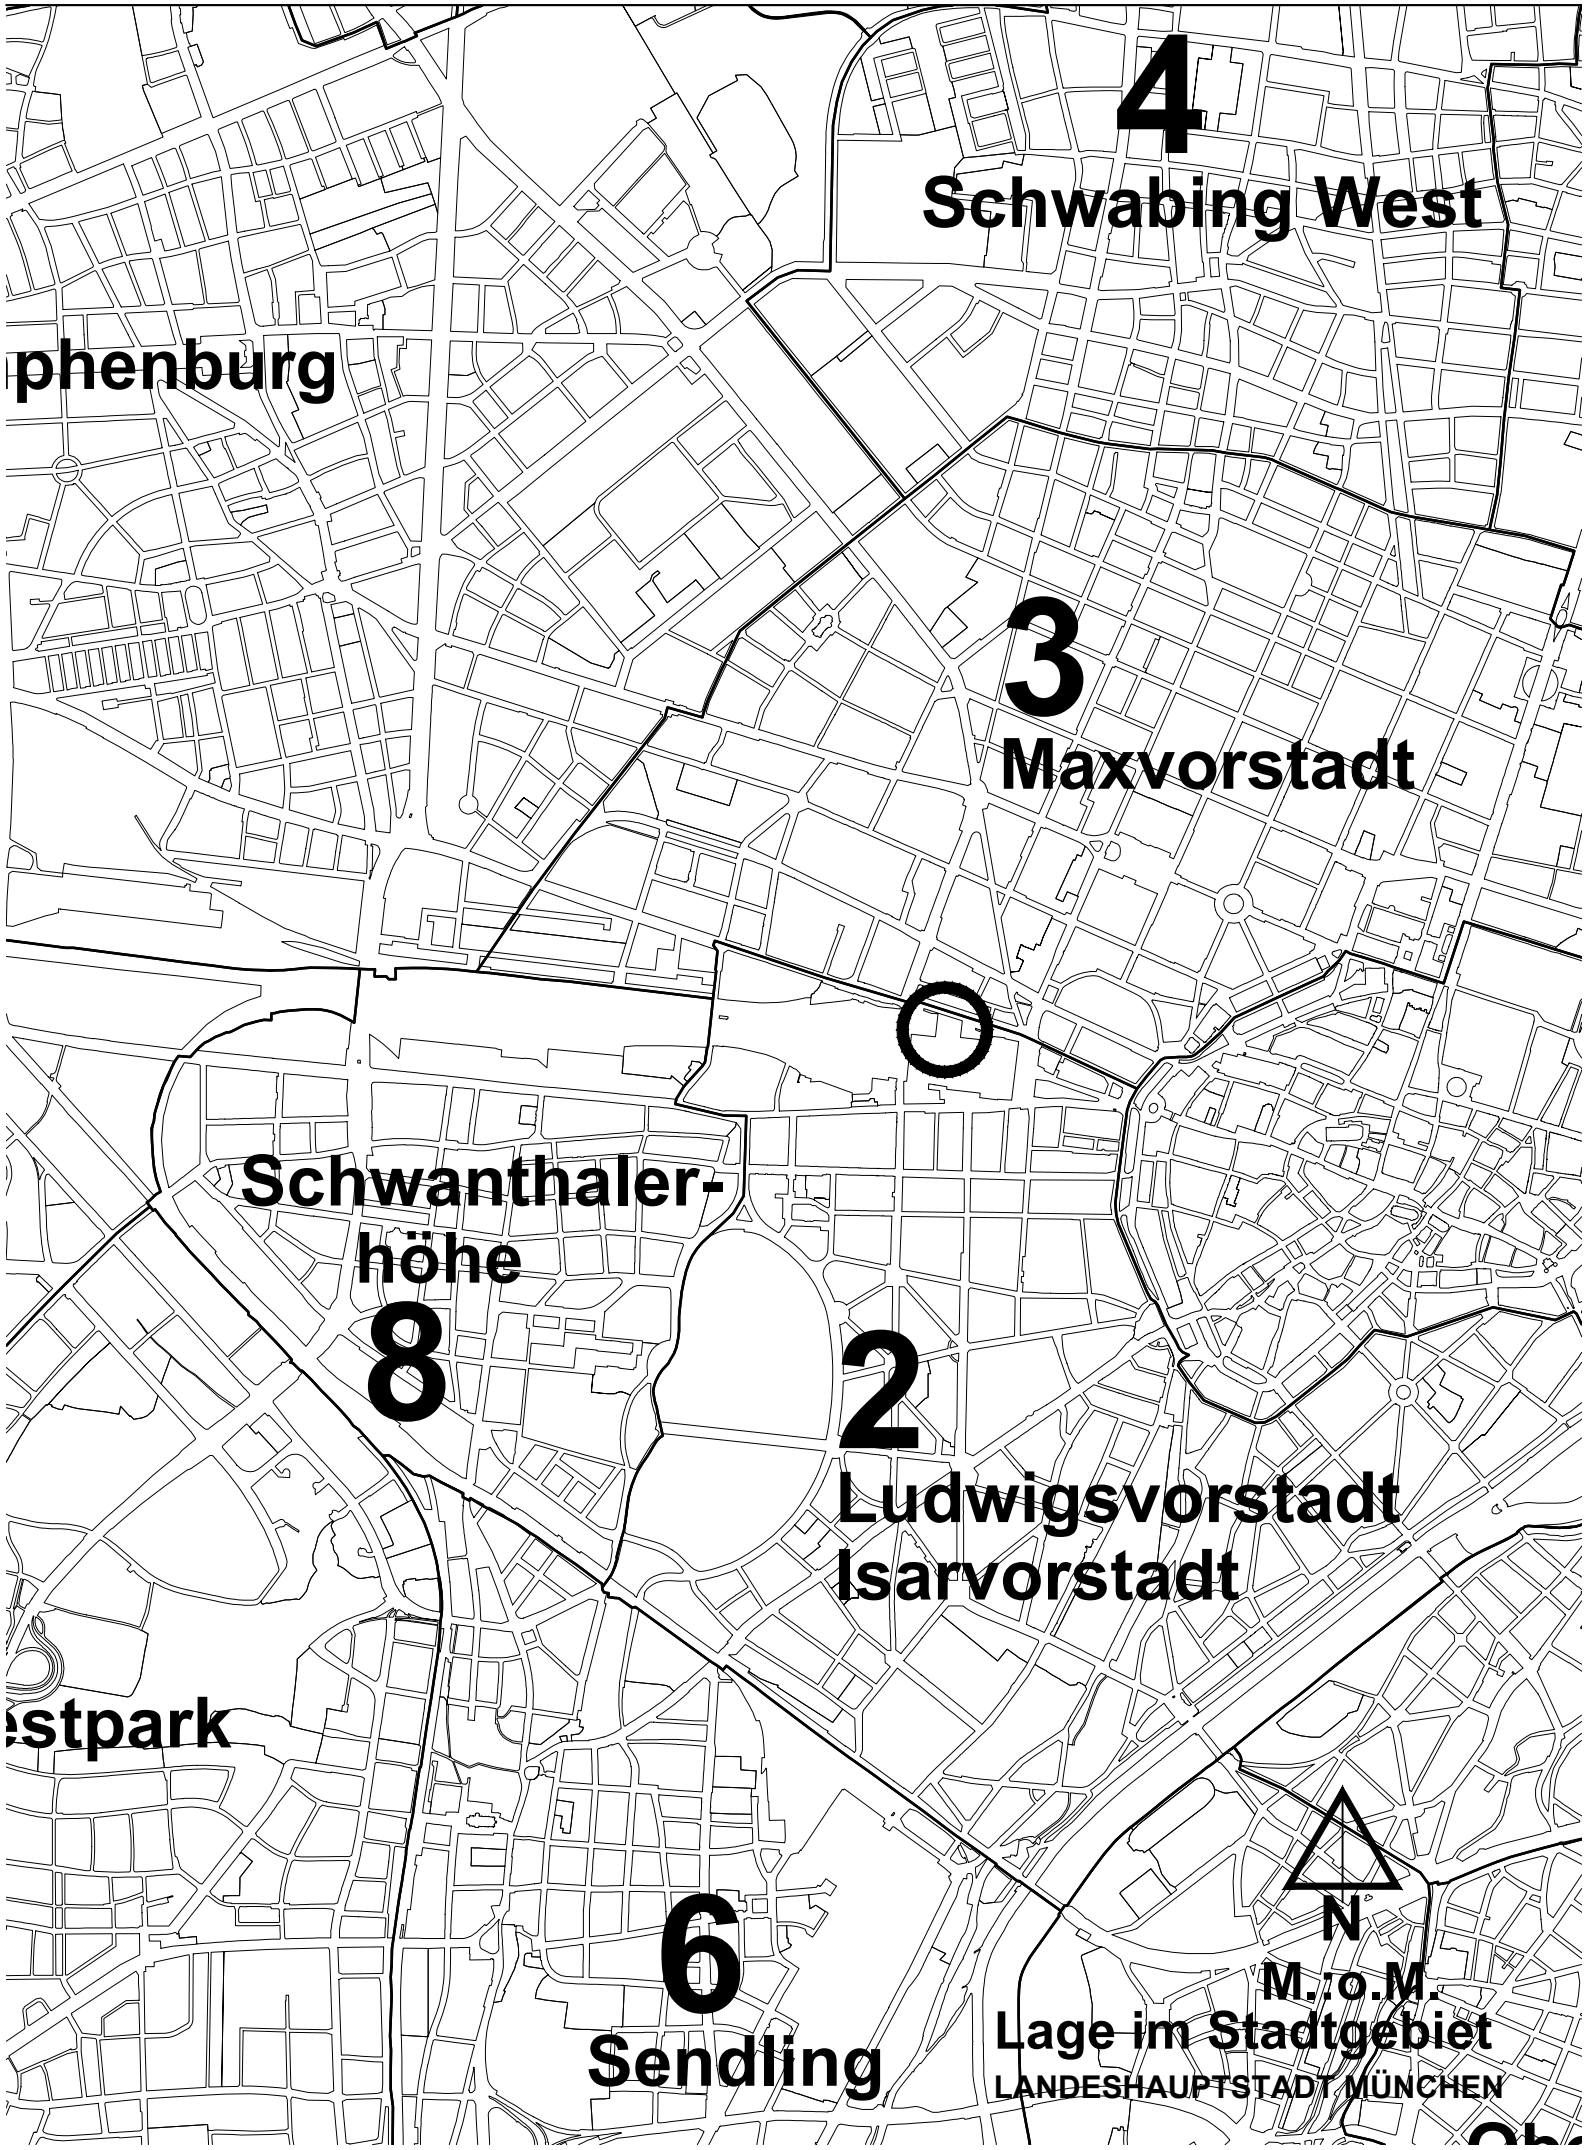 4
Schwabing West
phenburg
3
Maxvorstadt
Schwanthaler-
höhe
8
2
Ludwigsvorstadt
Isarvorstadt
estpark
6
Sendling
N
M.:o.M.
Lage im Stadtgebiet
LANDESHAUPTSTADT MÜNCHEN
Obe